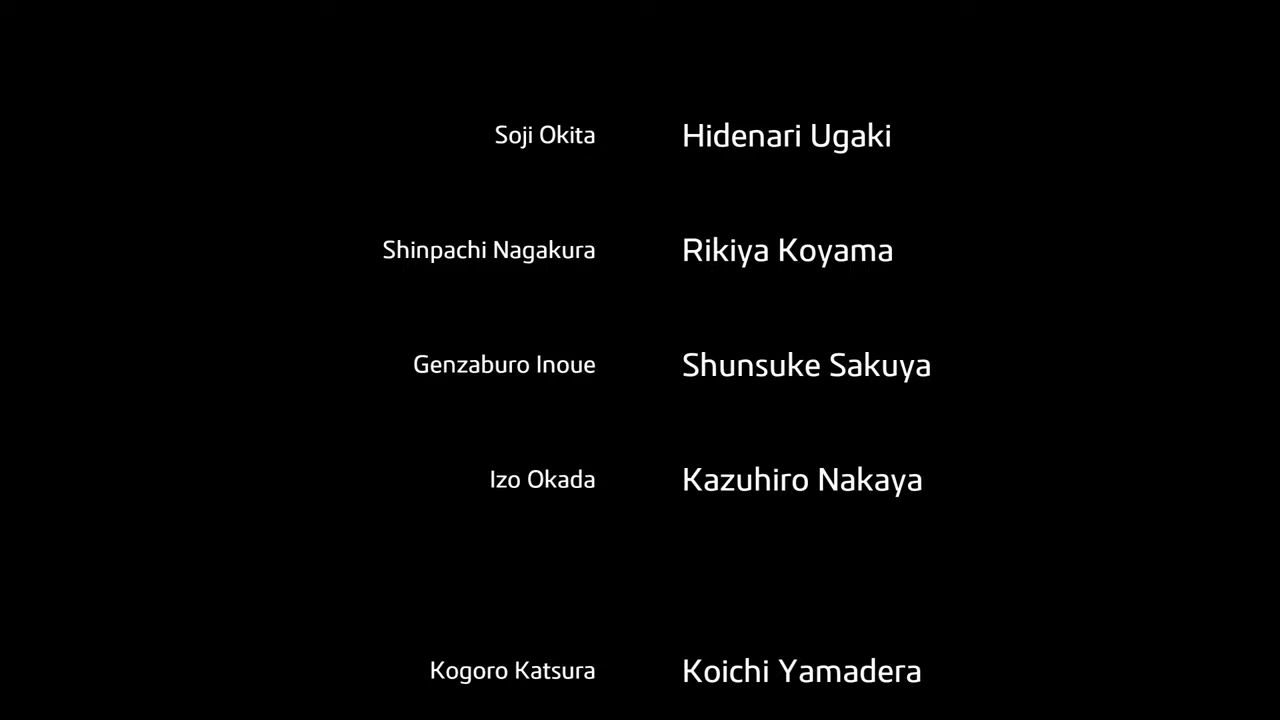 Soji Okita Hidenari Ugaki
Shinpachi Nagakura Rikiya Koyama
Genzaburo Inoue Shunsuke Sakuya
Izo Okada Kazuhiro Nakaya
Kogoro Katsura Koichi Yamadera